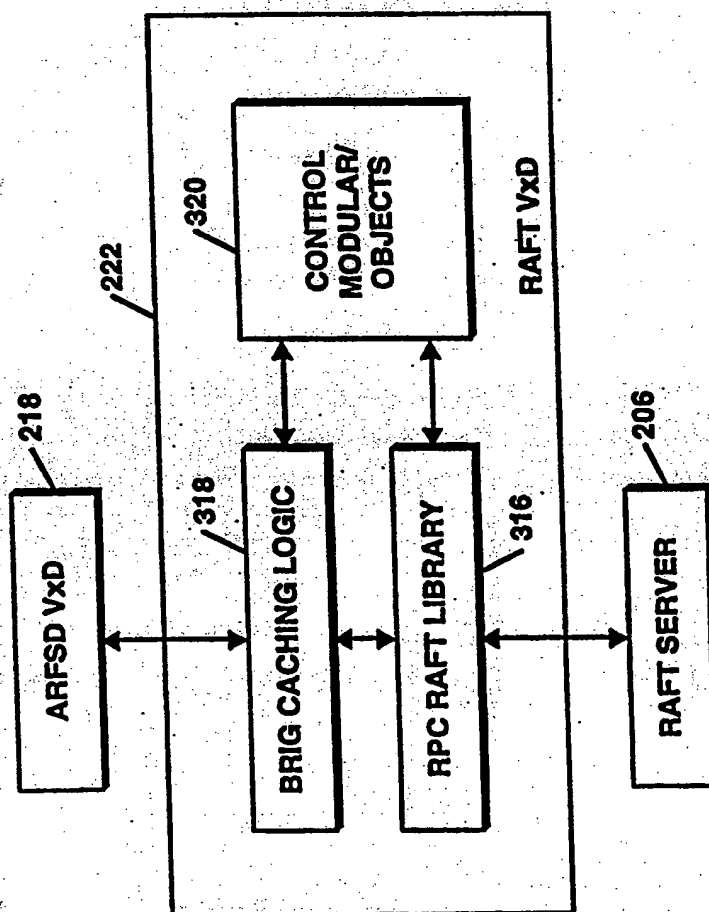 218
ARFSD VxD
222
318
BRIG CACHING LOGIC
320
CONTROL
MODULAR/
OBJECTS
RPC RAFT LIBRARY
316
RAFT VxD
206
RAFT SERVER